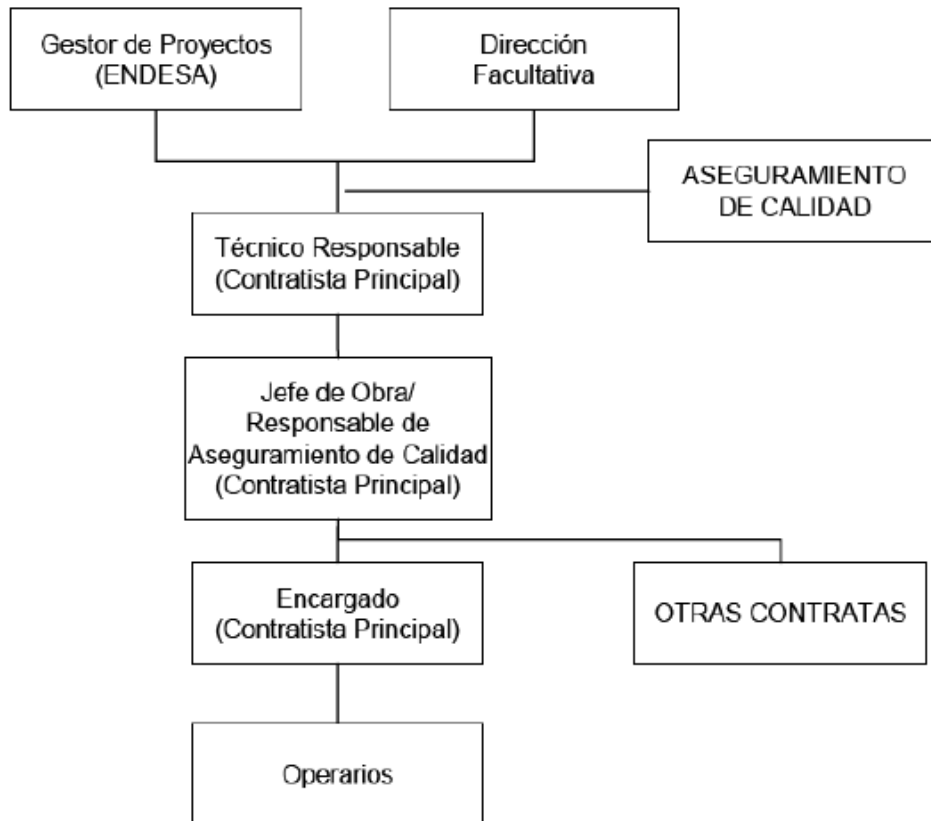 Gestor de Proyectos
(ENDESA)
Dirección
Facultativa
ASEGURAMIENTO
DE CALIDAD
Técnico Responsable
(Contratista Principal)
Jefe de Obra/
Responsable de
Aseguramiento de Calidad
(Contratista Principal)
Encargado
(Contratista Principal)
OTRAS CONTRATAS
Operarios